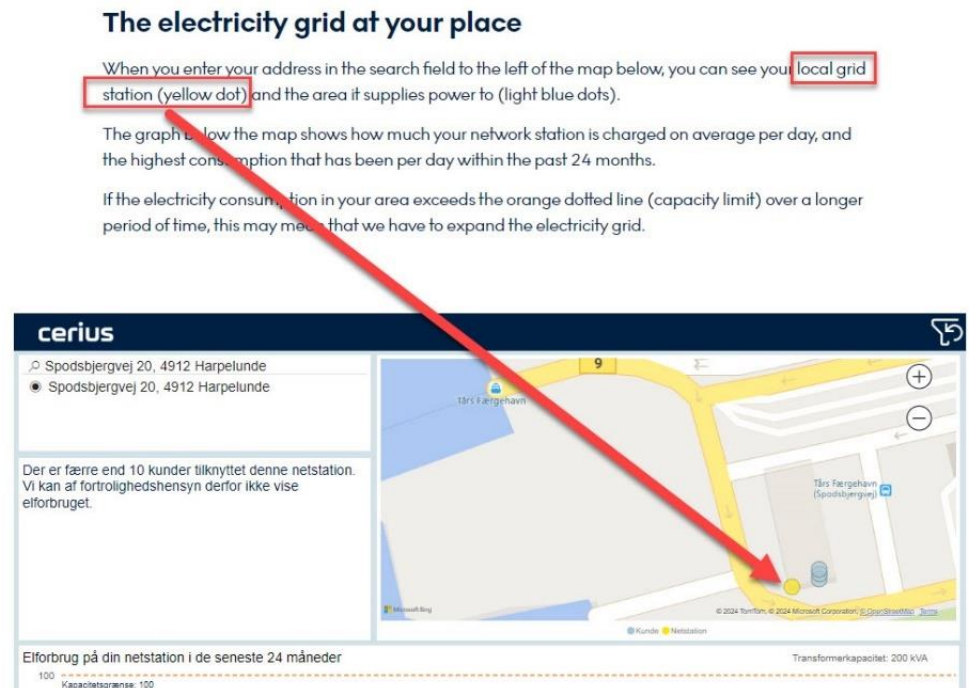 The electricity grid at your place
When you enter your address in the search field to the left of the map below, you can see your local grid
station (yellow dot) and the area it supplies power to (light blue dots).
The graph below the map shows how much your network station is charged on average per day, and
the highest consumption that has been per day within the past 24 months.
If the electricity consumption in your area exceeds the orange dotted line (capacity limit) over a longer
period of time, this may mean that we have to expand the electricity grid.
cerius
Spodsbjergvej 20, 4912 Harpelunde
Spodsbjergvej 20, 4912 Harpelunde
9
Tårs Færgehavn
Der er færre end 10 kunder tilknyttet denne netstation.
Vi kan af fortrolighedshensyn derfor ikke vise
elforbruget.
Tårs Færgehavn
(Spodsbjergvej)
Microsoft Bing
© 2024 TomTom, © 2024 Microsoft Corporation, © OpenStreetMap Terms
Kunde Netstation
Elforbrug på din netstation i de seneste 24 måneder
Transformerkapacitet: 200 kVA
100
Kapacitetsgrænse: 100